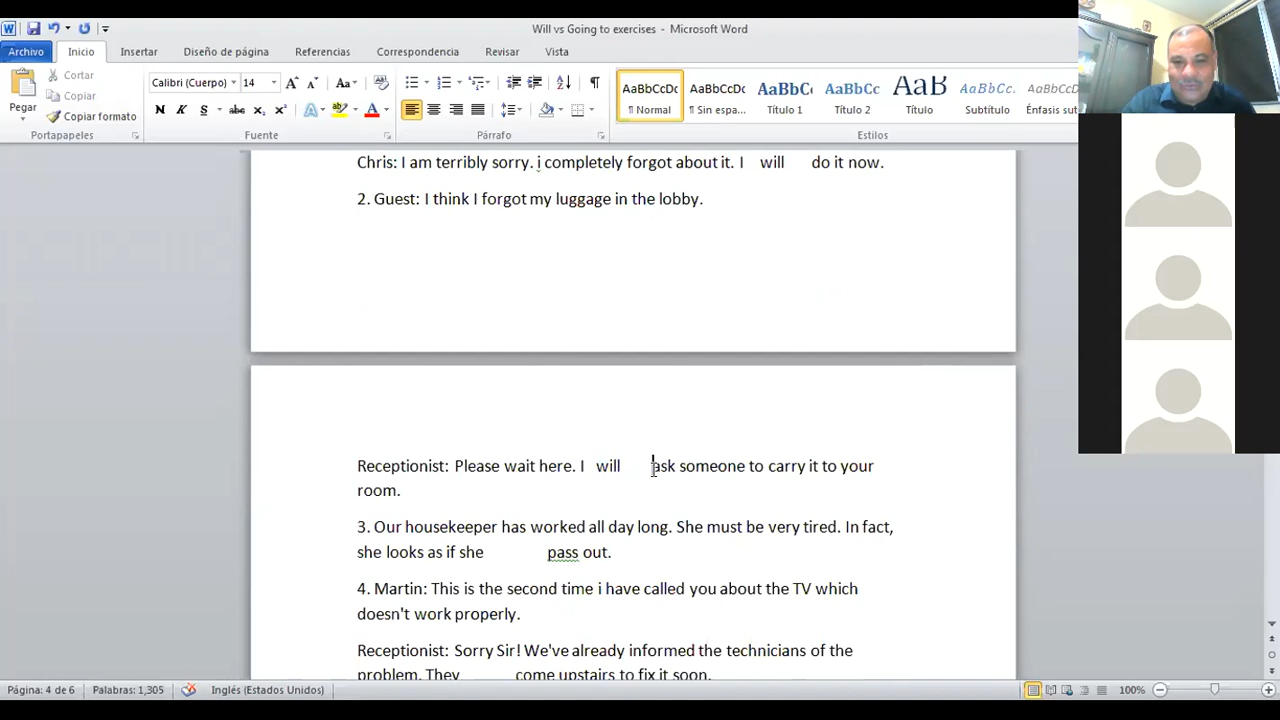 Will vs Going to exercises - Microsoft Word
Archivo Inicio Insertar Diseño de página Referencias Correspondencia Revisar Vista
Cortar
Copiar
Copiar formato
Pegar
Portapapeles
Calibri (Cuerpo) 14
Fuente
Párrafo
AaBbCcDc AaBbCcDc AaBbC AaBbCc AaB AaBbCc. AaBbCcDc
¶ Normal ¶ Sin espa... Título 1 Título 2 Título Subtítulo Énfasis sut
Estilos
Chris: I am terribly sorry. i completely forgot about it. I will do it now.
2. Guest: I think I forgot my luggage in the lobby.
Receptionist: Please wait here. I will ask someone to carry it to your
room.
3. Our housekeeper has worked all day long. She must be very tired. In fact,
she looks as if she pass out.
4. Martin: This is the second time i have called you about the TV which
doesn't work properly.
Receptionist: Sorry Sir! We've already informed the technicians of the
problem. They come upstairs to fix it soon.
Página: 4 de 6 Palabras: 1,305 Inglés (Estados Unidos) 100%